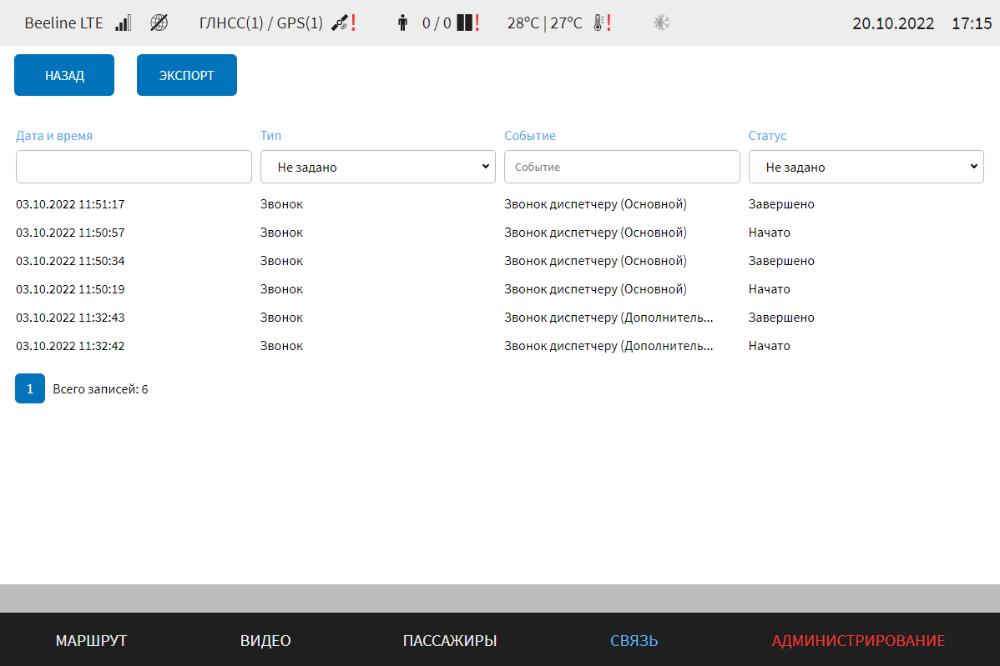 Beeline LTE ГЛНСС(1) / GPS(1) 0 / 0 28°C | 27°C 20.10.2022 17:15
НАЗАД ЭКСПОРТ
Дата и время Тип Событие Статус
Не задано Событие Не задано
03.10.2022 11:51:17 Звонок Звонок диспетчеру (Основной) Завершено
03.10.2022 11:50:57 Звонок Звонок диспетчеру (Основной) Начато
03.10.2022 11:50:34 Звонок Звонок диспетчеру (Основной) Завершено
03.10.2022 11:50:19 Звонок Звонок диспетчеру (Основной) Начато
03.10.2022 11:32:43 Звонок Звонок диспетчеру (Дополнитель... Завершено
03.10.2022 11:32:42 Звонок Звонок диспетчеру (Дополнитель... Начато
1 Всего записей: 6
МАРШРУТ ВИДЕО ПАССАЖИРЫ СВЯЗЬ АДМИНИСТРИРОВАНИЕ